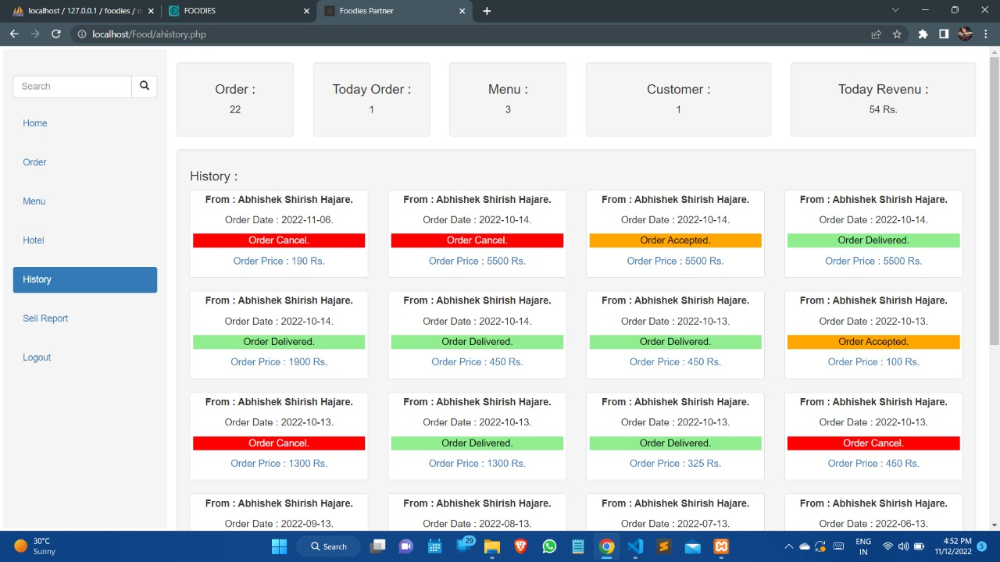 localhost / 127.0.0.1 / foodies / m
FOODIES
Foodies Partner
localhost/Food/ahistory.php
Search
Home
Order
Menu
Hotel
History
Sell Report
Logout
Order :
22
Today Order :
1
Menu :
3
Customer :
1
Today Revenu :
54 Rs.
History :
From : Abhishek Shirish Hajare.
Order Date : 2022-11-06.
Order Cancel.
Order Price : 190 Rs.
From : Abhishek Shirish Hajare.
Order Date : 2022-10-14.
Order Cancel.
Order Price : 5500 Rs.
From : Abhishek Shirish Hajare.
Order Date : 2022-10-14.
Order Accepted.
Order Price : 5500 Rs.
From : Abhishek Shirish Hajare.
Order Date : 2022-10-14.
Order Delivered.
Order Price : 5500 Rs.
From : Abhishek Shirish Hajare.
Order Date : 2022-10-14.
Order Delivered.
Order Price : 1900 Rs.
From : Abhishek Shirish Hajare.
Order Date : 2022-10-14.
Order Delivered.
Order Price : 450 Rs.
From : Abhishek Shirish Hajare.
Order Date : 2022-10-13.
Order Delivered.
Order Price : 450 Rs.
From : Abhishek Shirish Hajare.
Order Date : 2022-10-13.
Order Accepted.
Order Price : 100 Rs.
From : Abhishek Shirish Hajare.
Order Date : 2022-10-13.
Order Cancel.
Order Price : 1300 Rs.
From : Abhishek Shirish Hajare.
Order Date : 2022-10-13.
Order Delivered.
Order Price : 1300 Rs.
From : Abhishek Shirish Hajare.
Order Date : 2022-10-13.
Order Delivered.
Order Price : 325 Rs.
From : Abhishek Shirish Hajare.
Order Date : 2022-10-13.
Order Cancel.
Order Price : 450 Rs.
From : Abhishek Shirish Hajare.
Order Date : 2022-09-13.
From : Abhishek Shirish Hajare.
Order Date : 2022-08-13.
From : Abhishek Shirish Hajare.
Order Date : 2022-07-13.
From : Abhishek Shirish Hajare.
Order Date : 2022-06-13.
30°C
Sunny
Search
29
ENG
IN
4:52 PM
11/12/2022
5